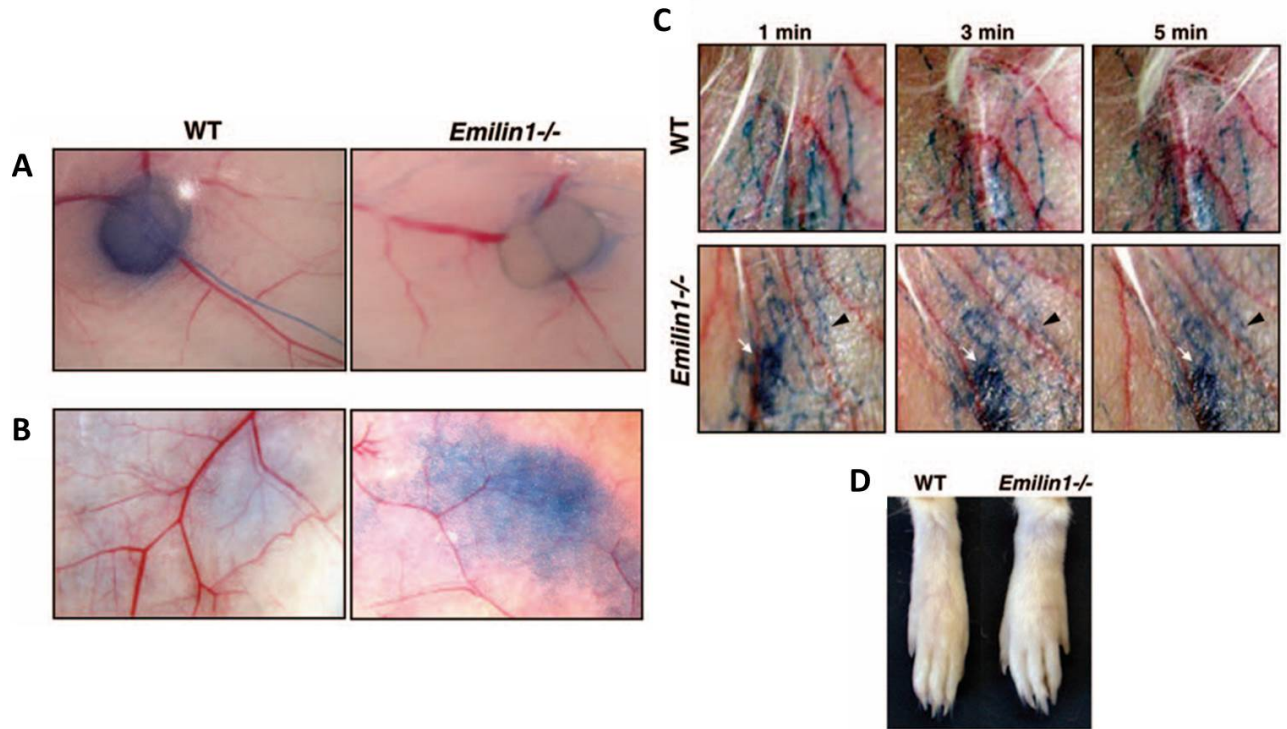 C
1 min 3 min 5 min
WT
Emilin1-/-
WT Emilin1-/-
A
B
D
WT Emilin1-/-